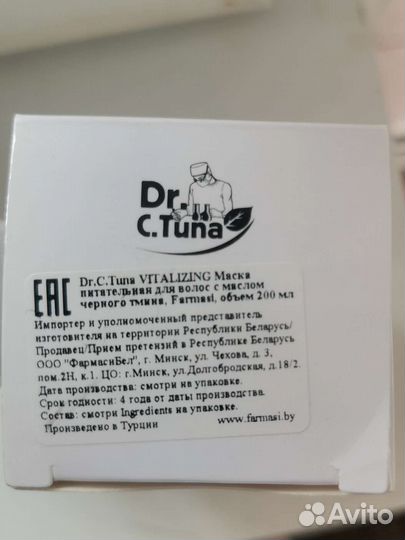 Dr.
C.Tuna
EAC
Dr.C.Tuna VITALIZING Маска
питательная для волос с маслом
черного тмина, Farmasi, объем 200 мл
Импортер и уполномоченный представитель
изготовителя на территории Республики Беларусь/
Продавец/Прием претензий в Республике Беларусь
ООО "ФармасиБел", г. Минск, ул. Чехова, д. 3,
пом.2Н, к.1. ЦО: г.Минск, ул.Долгобродская, д.18/2.
Дата производства: смотри на упаковке.
Срок годности: 4 года от даты производства.
Состав: смотри Ingredients на упаковке.
Произведено в Турции
www.farmasi.by
Avito